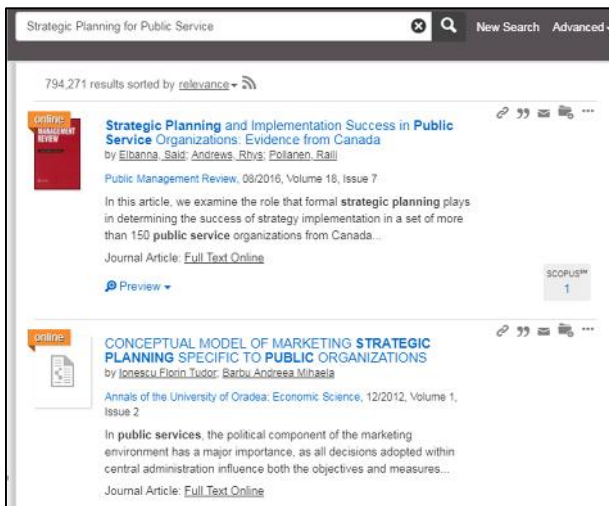 Strategic Planning for Public Service
New Search Advanced
794,271 results sorted by relevance
online
MANAGEMENT
REVIEW
Strategic Planning and Implementation Success in Public
Service Organizations: Evidence from Canada
by Elbanna, Said; Andrews, Rhys; Pollanen, Raili
Public Management Review, 08/2016, Volume 18, Issue 7
In this article, we examine the role that formal strategic planning plays
in determining the success of strategy implementation in a set of more
than 150 public service organizations from Canada...
Journal Article: Full Text Online
Preview
SCOPUS℠
1
online
CONCEPTUAL MODEL OF MARKETING STRATEGIC
PLANNING SPECIFIC TO PUBLIC ORGANIZATIONS
by Ionescu Florin Tudor; Barbu Andreea Mihaela
Annals of the University of Oradea: Economic Science, 12/2012, Volume 1,
Issue 2
In public services, the political component of the marketing
environment has a major importance, as all decisions adopted within
central administration influence both the objectives and measures...
Journal Article: Full Text Online